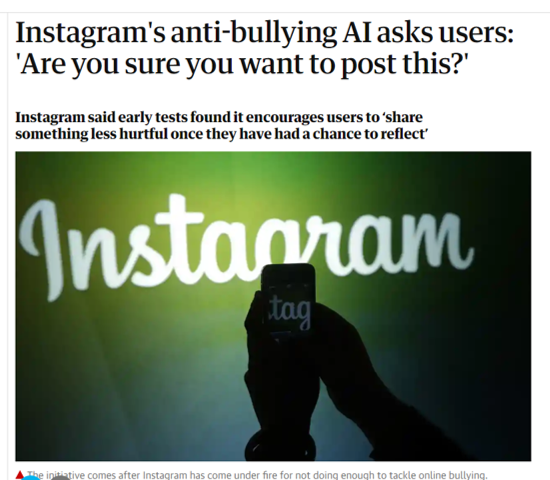 Instagram's anti-bullying AI asks users:
'Are you sure you want to post this?'
Instagram said early tests found it encourages users to ‘share
something less hurtful once they have had a chance to reflect’
Instagram
stag
The initiative comes after Instagram has come under fire for not doing enough to tackle online bullying.